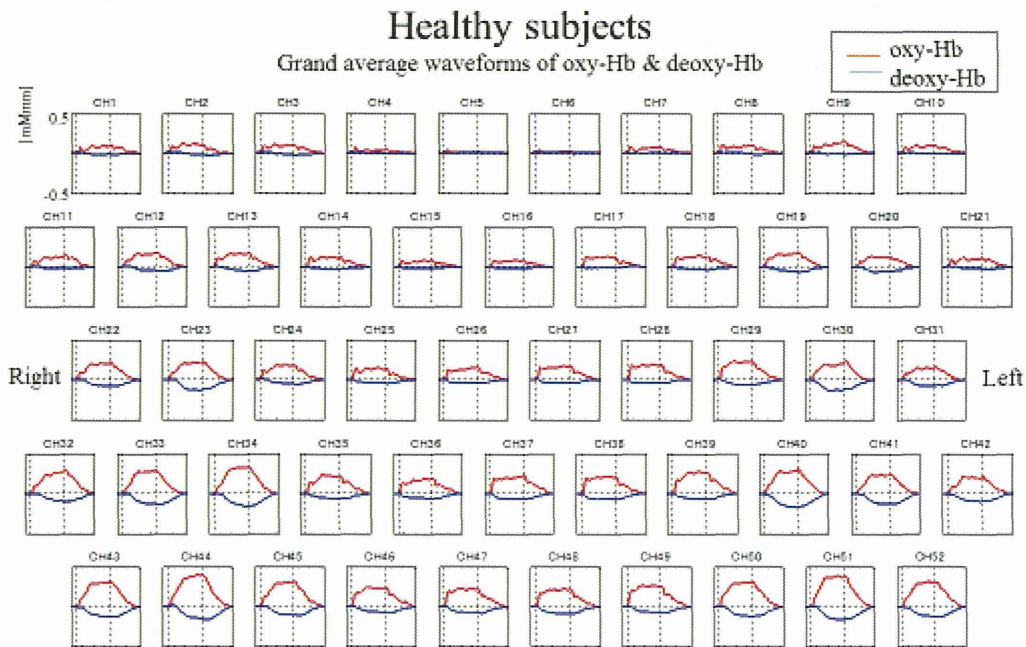 Healthy subjects
Grand average waveforms of oxy-Hb & deoxy-Hb
oxy-Hb
deoxy-Hb
[mMmm]
0.5
-0.5
CH1 CH2 CH3 CH4 CH5 CH6 CH7 CH8 CH9 CH10
CH11 CH12 CH13 CH14 CH15 CH16 CH17 CH18 CH19 CH20 CH21
CH22 CH23 CH24 CH25 CH26 CH27 CH28 CH29 CH30 CH31
Right
Left
CH32 CH33 CH34 CH35 CH36 CH37 CH38 CH39 CH40 CH41 CH42
CH43 CH44 CH45 CH46 CH47 CH48 CH49 CH50 CH51 CH52